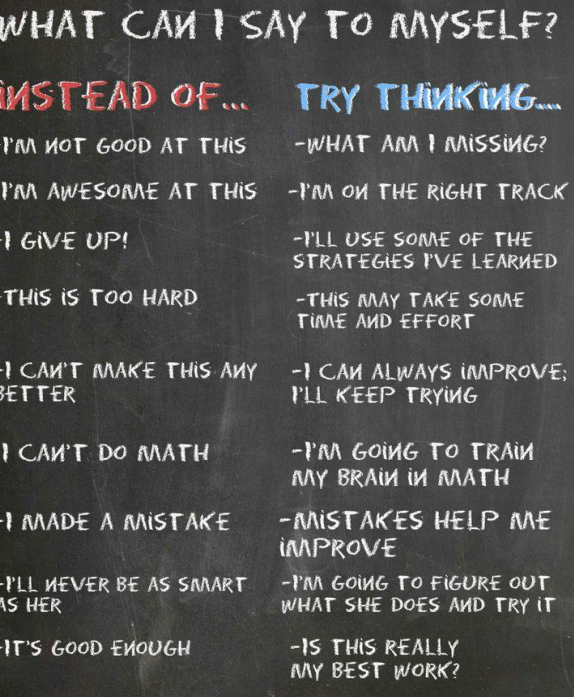 WHAT CAN I SAY TO MYSELF?
INSTEAD OF...
TRY THINKING....
-I'M NOT GOOD AT THIS
-WHAT AM I MISSING?
-I'M AWESOME AT THIS
-I'M ON THE RIGHT TRACK
-I GIVE UP!
-I'LL USE SOME OF THE
STRATEGIES I'VE LEARNED
-THIS IS TOO HARD
-THIS MAY TAKE SOME
TIME AND EFFORT
-I CAN'T MAKE THIS ANY
BETTER
-I CAN ALWAYS IMPROVE;
I'LL KEEP TRYING
-I CAN'T DO MATH
-I'M GOING TO TRAIN
MY BRAIN IN MATH
-I MADE A MISTAKE
-MISTAKES HELP ME
IMPROVE
-I'LL NEVER BE AS SMART
AS HER
-I'M GOING TO FIGURE OUT
WHAT SHE DOES AND TRY IT
-IT'S GOOD ENOUGH
-IS THIS REALLY
MY BEST WORK?